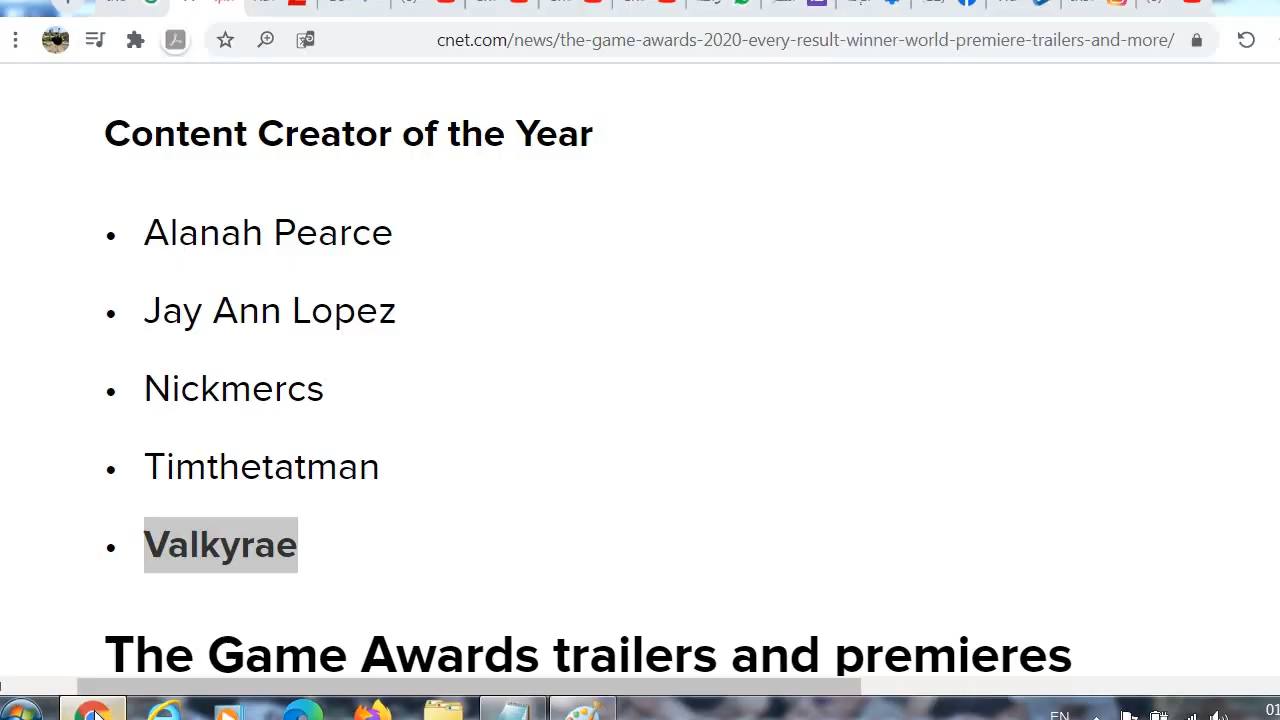 cnet.com/news/the-game-awards-2020-every-result-winner-world-premiere-trailers-and-more/
Content Creator of the Year
• Alanah Pearce
• Jay Ann Lopez
• Nickmercs
• Timthetatman
• Valkyrae
The Game Awards trailers and premieres
EN
01